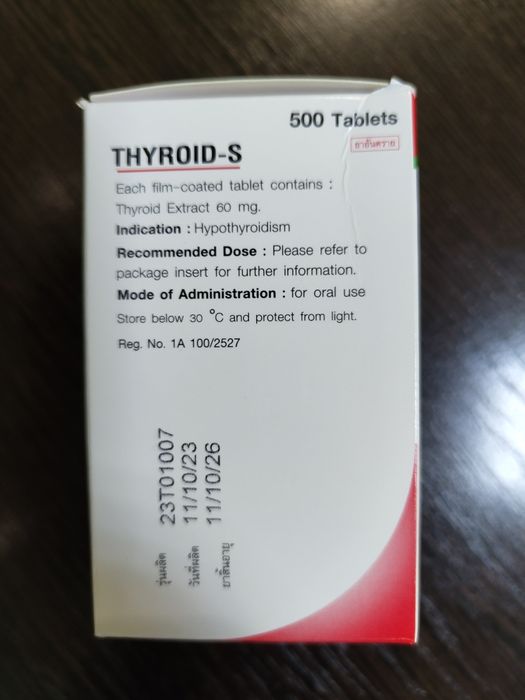 500 Tablets
ยาอันตราย
THYROID-S
Each film-coated tablet contains :
Thyroid Extract 60 mg.
Indication : Hypothyroidism
Recommended Dose : Please refer to
package insert for further information.
Mode of Administration : for oral use
Store below 30 °C and protect from light.
Reg. No. 1A 100/2527
รุ่นผลิต 23T01007
วันที่ผลิต 11/10/23
ยาสิ้นอายุ 11/10/26